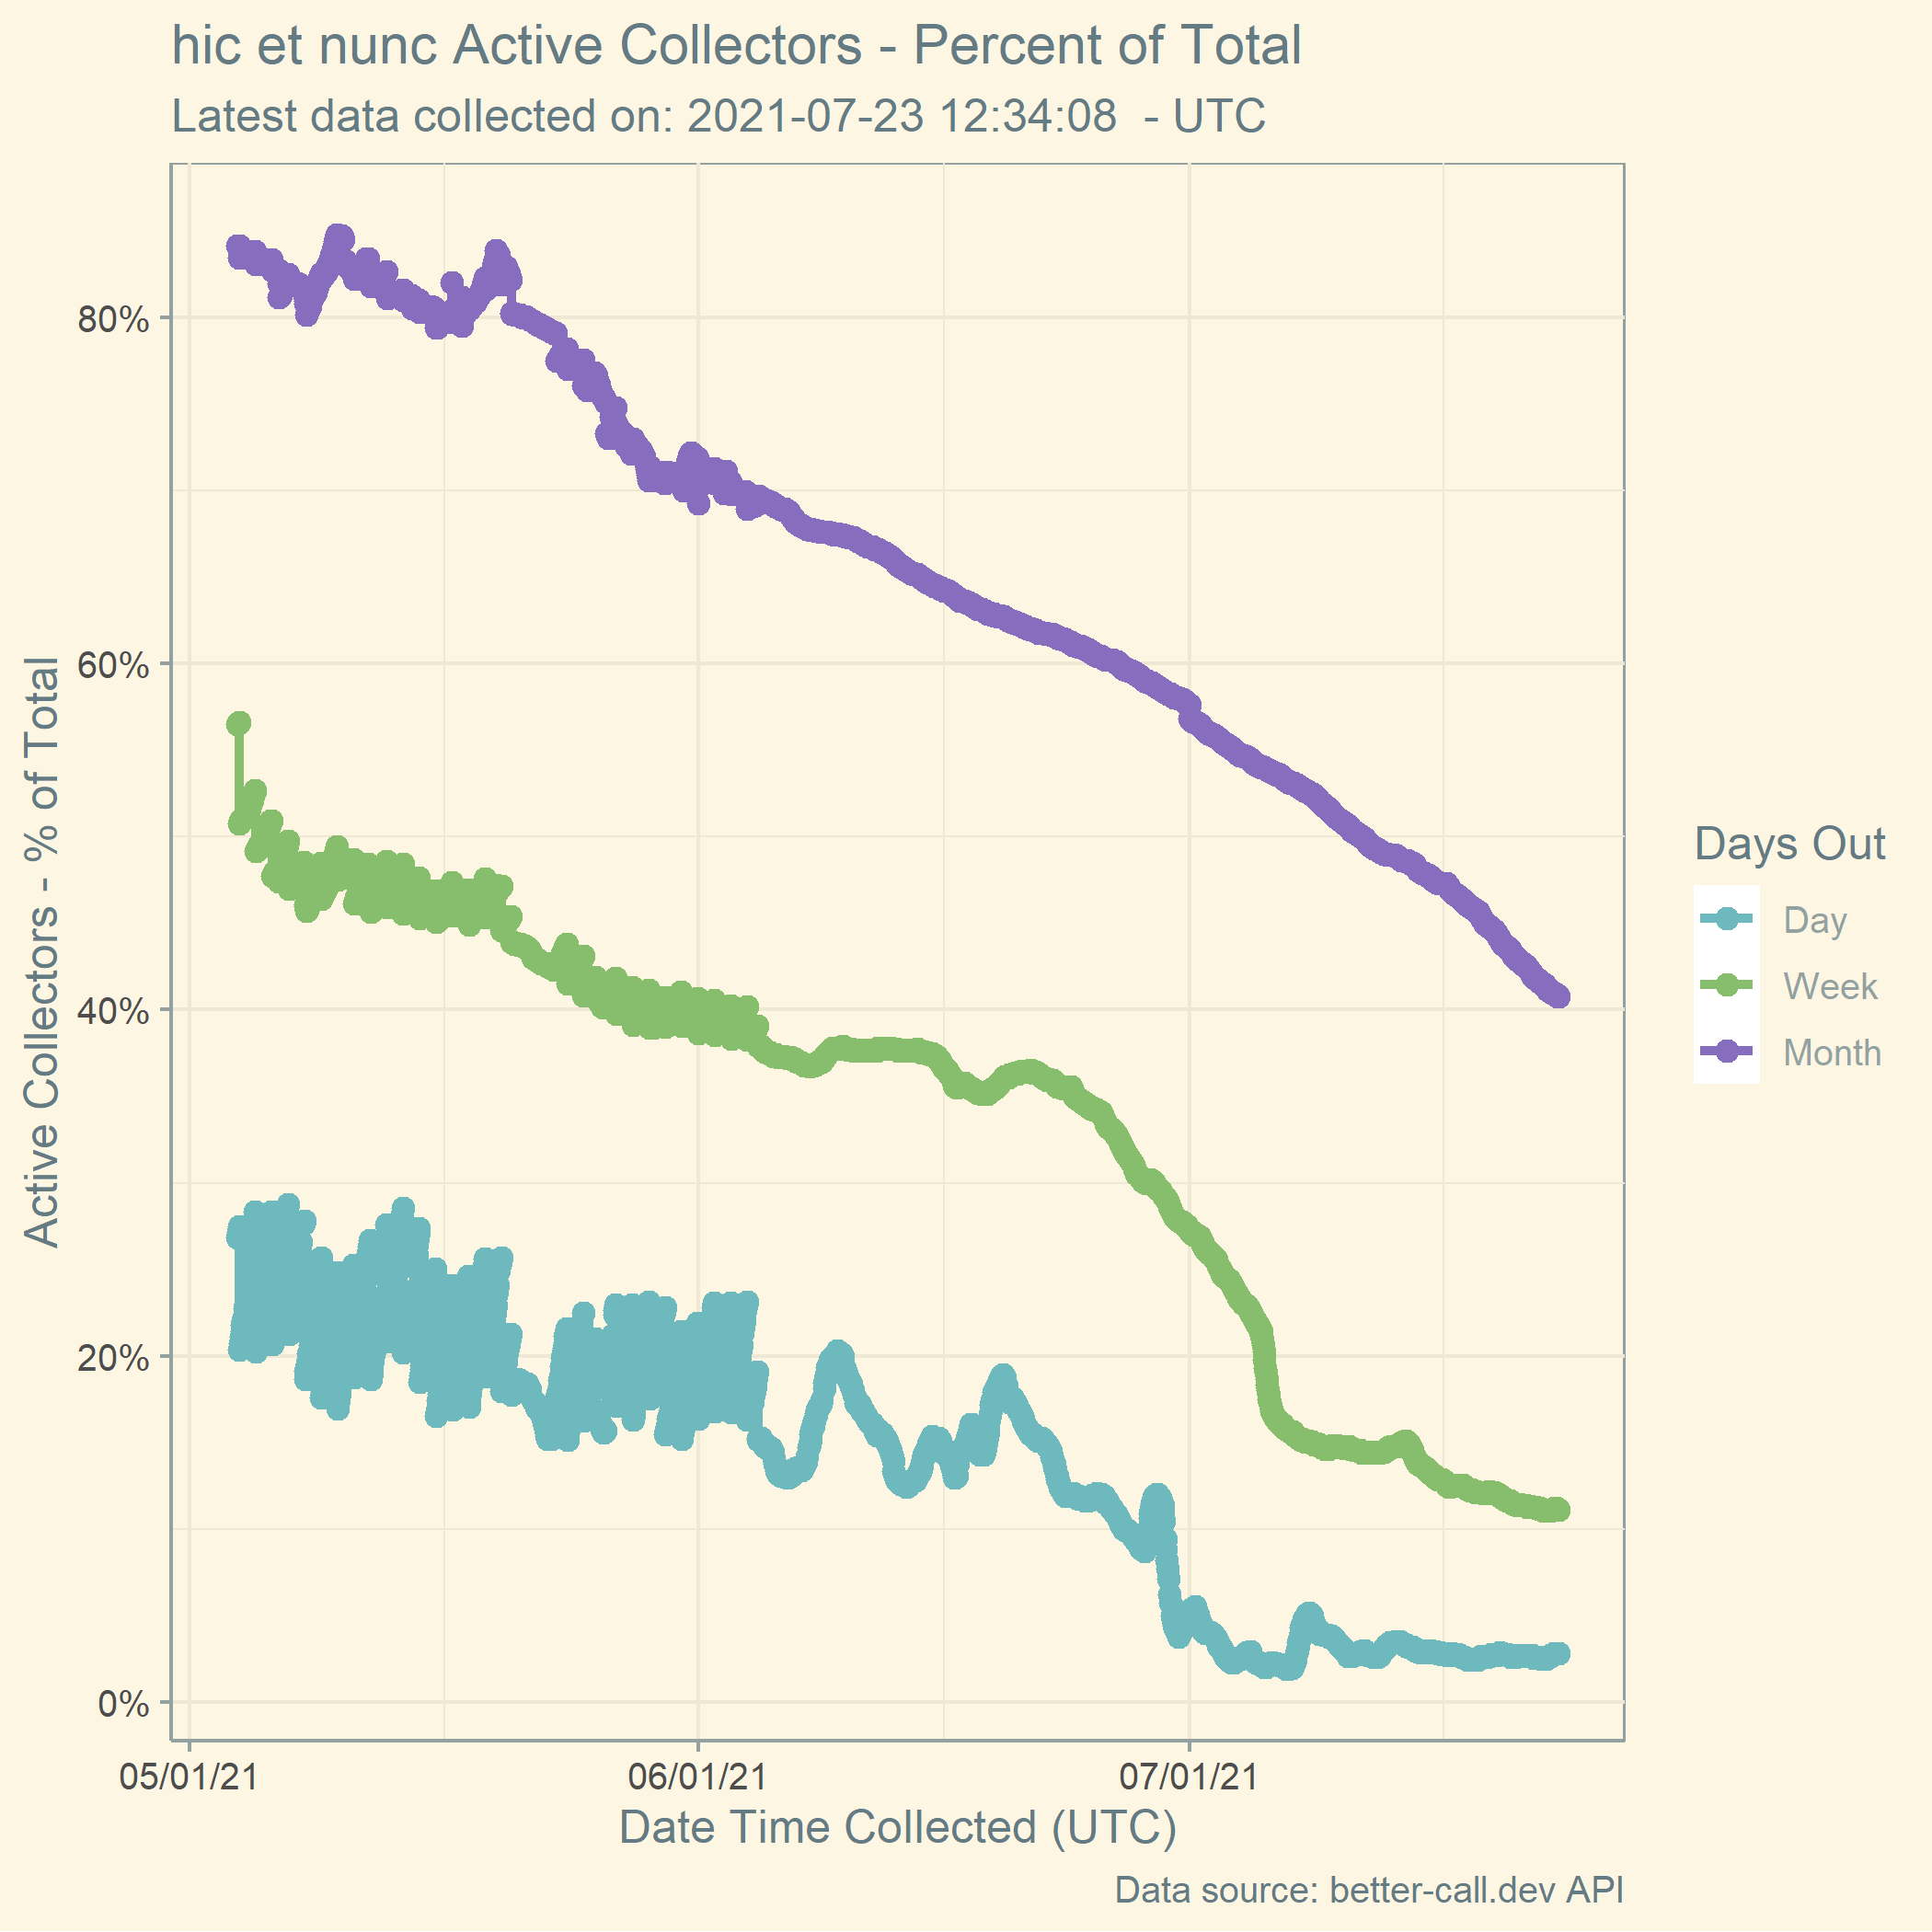 hic et nunc Active Collectors - Percent of Total
Latest data collected on: 2021-07-23 12:34:08  - UTC
Active Collectors - % of Total
80%
60%
40%
20%
0%
05/01/21
06/01/21
07/01/21
Date Time Collected (UTC)
Days Out
Day
Week
Month
Data source: better-call.dev API